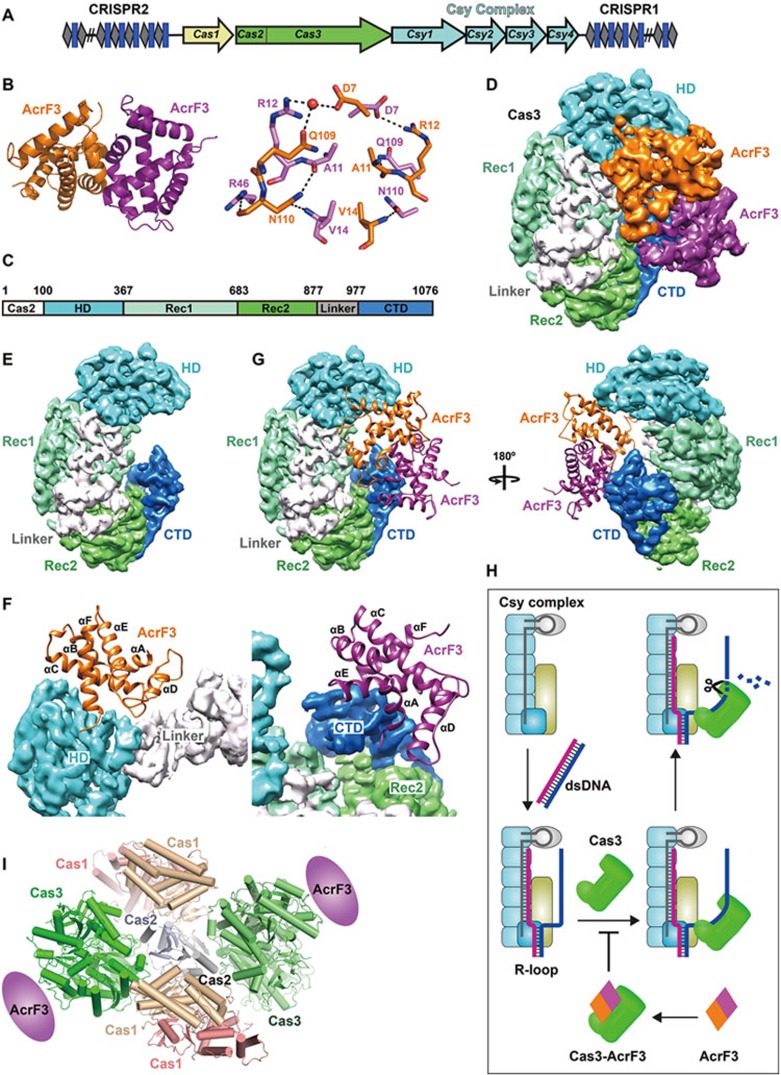 A
CRISPR2
Csy Complex
CRISPR1
Cas1
Cas2
Cas3
Csy1
Csy2
Csy3
Csy4
B
AcrF3
AcrF3
D7
R12
D7
R12
Q109
Q109
A11
A11
R46
N110
N110
V14
V14
C
1 100 367 683 877 977 1076
Cas2 HD Rec1 Rec2 Linker CTD
D
HD
Cas3
Rec1
AcrF3
AcrF3
Linker
Rec2
CTD
E
HD
Rec1
Linker
Rec2
CTD
G
HD
AcrF3
Rec1
AcrF3
Linker
CTD
Rec2
180º
HD
AcrF3
Rec1
AcrF3
CTD
Rec2
F
αF
αE
AcrF3
αB
αA
αC
αD
HD
Linker
αC
αB
αF
AcrF3
αE
αA
CTD
αD
Rec2
H
Csy complex
dsDNA
Cas3
R-loop
Cas3-AcrF3
AcrF3
I
Cas1
Cas1
Cas3
AcrF3
Cas2
Cas2
AcrF3
Cas1
Cas3
Cas1